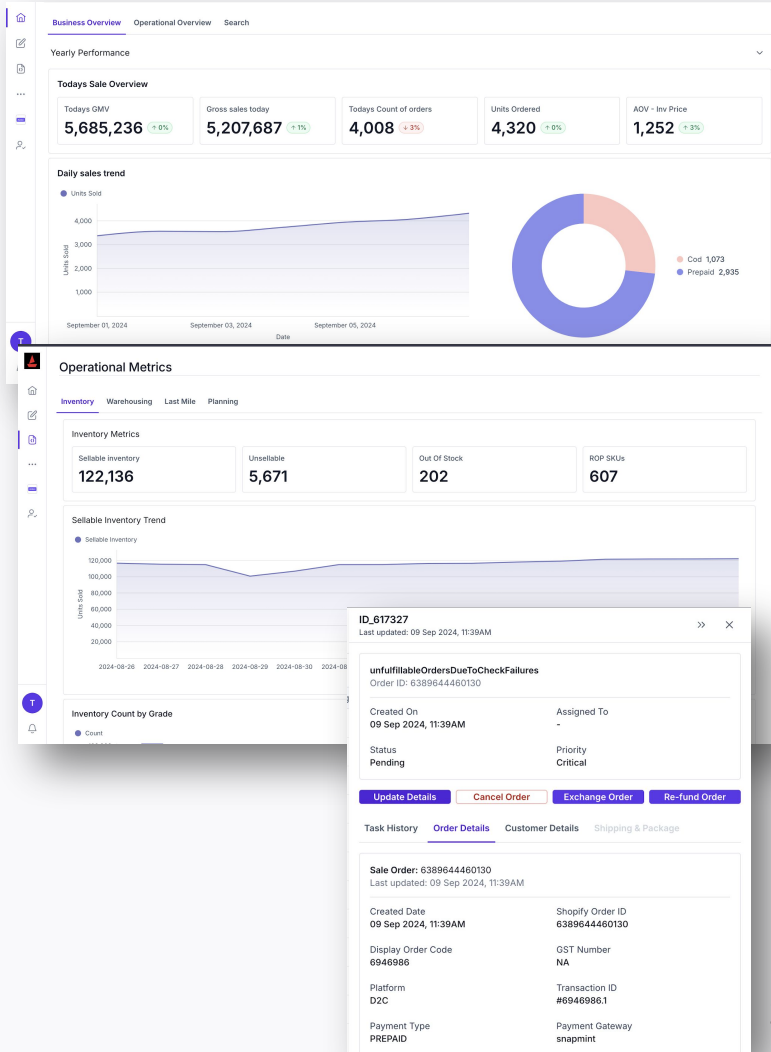 Business Overview Operational Overview Search
Yearly Performance
Todays Sale Overview
Todays GMV Gross sales today Todays Count of orders Units Ordered AOV - Inv Price
5,685,236 ↑ 0% 5,207,687 ↑ 1% 4,008 ↓ 3% 4,320 ↑ 0% 1,252 ↑ 3%
Daily sales trend
Units Sold
4,000
3,000
2,000
1,000
Units Sold
Cod 1,073
Prepaid 2,935
September 01, 2024 September 03, 2024 September 05, 2024
Date
T
Operational Metrics
Inventory Warehousing Last Mile Planning
Inventory Metrics
Sellable inventory Unsellable Out Of Stock ROP SKUs
122,136 5,671 202 607
Sellable Inventory Trend
Sellable Inventory
120,000
100,000
80,000
60,000
40,000
20,000
Units Sold
2024-08-26 2024-08-27 2024-08-28 2024-08-29 2024-08-30 2024-08
T
Inventory Count by Grade
Count
ID_617327
Last updated: 09 Sep 2024, 11:39AM
unfulfillableOrdersDueToCheckFailures
Order ID: 6389644460130
Created On Assigned To
09 Sep 2024, 11:39AM -
Status Priority
Pending Critical
Update Details Cancel Order Exchange Order Re-fund Order
Task History Order Details Customer Details Shipping & Package
Sale Order: 6389644460130
Last updated: 09 Sep 2024, 11:39AM
Created Date Shopify Order ID
09 Sep 2024, 11:39AM 6389644460130
Display Order Code GST Number
6946986 NA
Platform Transaction ID
D2C #6946986.1
Payment Type Payment Gateway
PREPAID snapmint